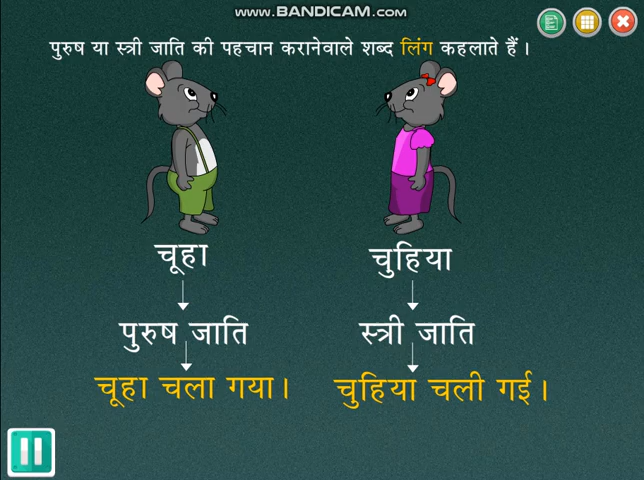 www.BANDICAM.com
पुरुष या स्त्री जाति की पहचान करानेवाले शब्द लिंग कहलाते हैं।
चूहा चुहिया
पुरुष जाति स्त्री जाति
चूहा चला गया। चुहिया चली गई।